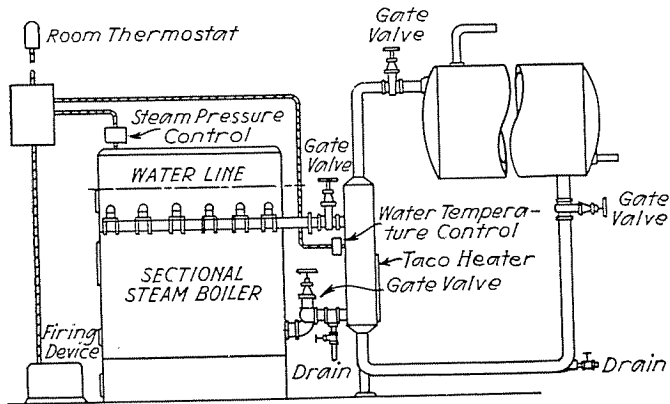 Gate
Valve
Room Thermostat
Steam Pressure
Control
Gate
Valve
WATER LINE
Gate
Valve
Water Tempera-
ture Control
SECTIONAL
STEAM BOILER
Taco Heater
Gate Valve
Firing
Device
Drain
Drain